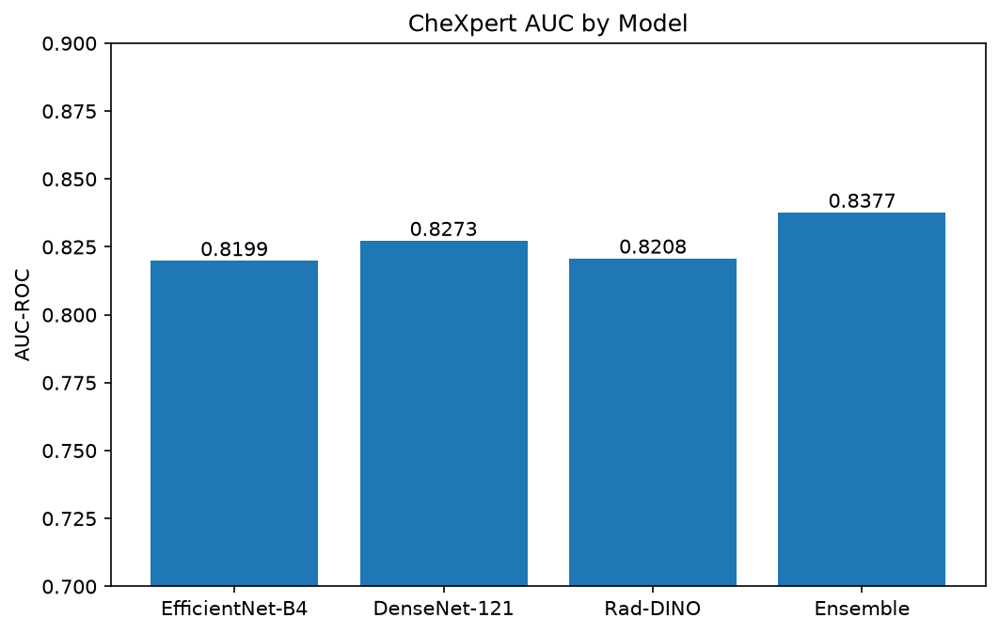 CheXpert AUC by Model
AUC-ROC
0.900
0.875
0.850
0.825
0.800
0.775
0.750
0.725
0.700
0.8199
0.8273
0.8208
0.8377
EfficientNet-B4
DenseNet-121
Rad-DINO
Ensemble